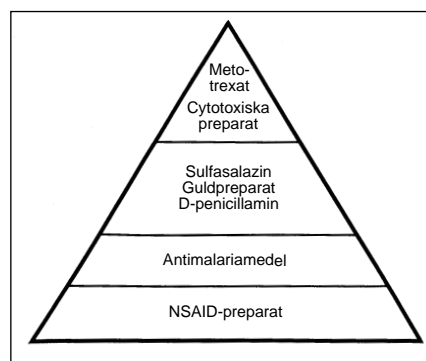 Meto-
trexat
Cytotoxiska
preparat
Sulfasalazin
Guldpreparat
D-penicillamin
Antimalariamedel
NSAID-preparat